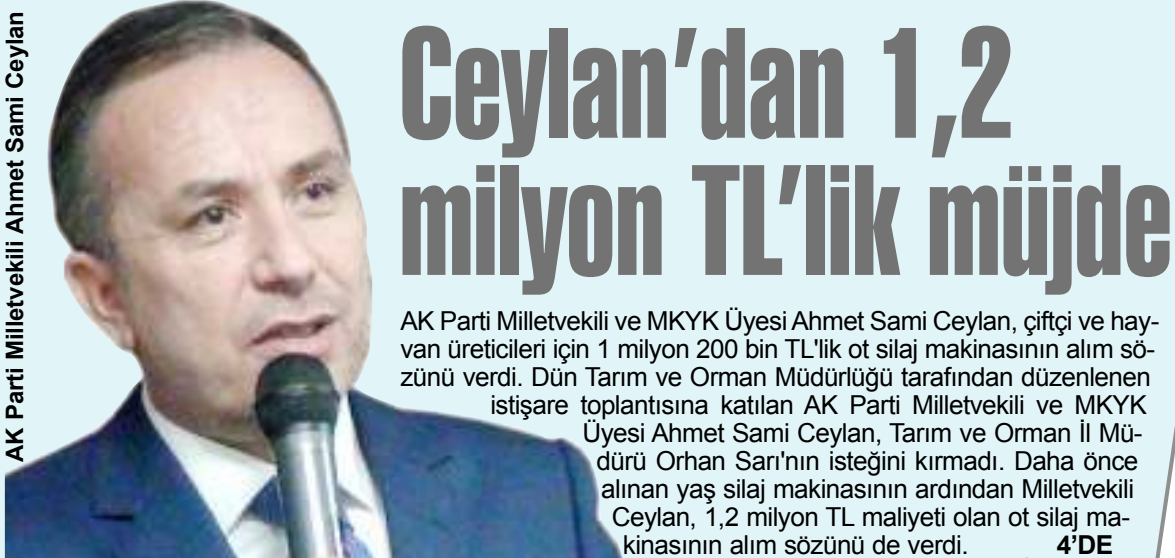 AK Parti Milletvekili Ahmet Sami Ceylan
Ceylan’dan 1,2
milyon TL’lik müjde
AK Parti Milletvekili ve MKYK Üyesi Ahmet Sami Ceylan, çiftçi ve hay-
van üreticileri için 1 milyon 200 bin TL'lik ot silaj makinasının alım sö-
zünü verdi. Dün Tarım ve Orman Müdürlüğü tarafından düzenlenen
istişare toplantısına katılan AK Parti Milletvekili ve MKYK
Üyesi Ahmet Sami Ceylan, Tarım ve Orman İl Mü-
dürü Orhan Sarı'nın isteğini kırmadı. Daha önce
alınan yaş silaj makinasının ardından Milletvekili
Ceylan, 1,2 milyon TL maliyeti olan ot silaj ma-
kinasının alım sözünü de verdi. 4’DE